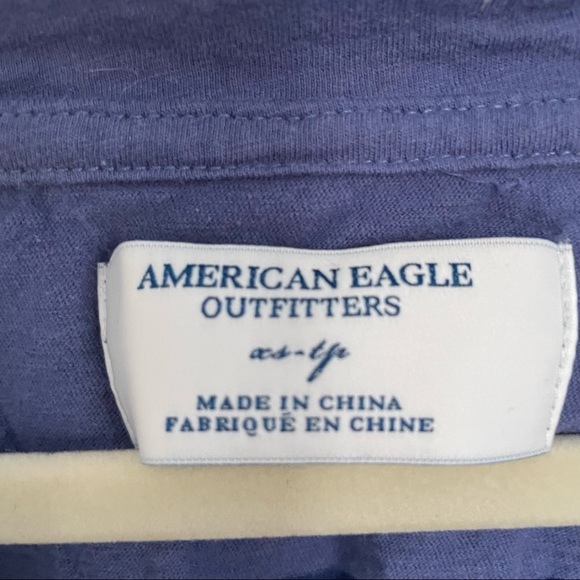 AMERICAN EAGLE
OUTFITTERS
xs-tp
MADE IN CHINA
FABRIQUÉ EN CHINE